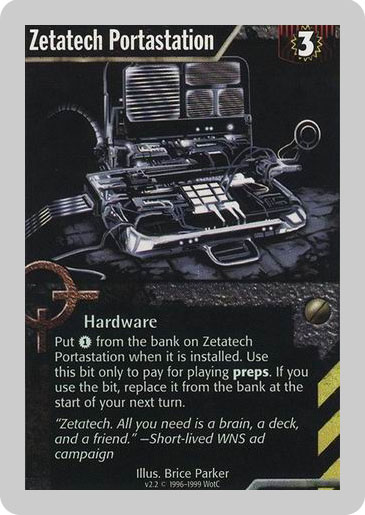 Zetatech Portastation
3
Hardware
Put 1 from the bank on Zetatech
Portastation when it is installed. Use
this bit only to pay for playing preps. If you
use the bit, replace it from the bank at the
start of your next turn.
“Zetatech. All you need is a brain, a deck,
and a friend.” —Short-lived WNS ad
campaign
Illus. Brice Parker
v2.2 © 1996–1999 WotC